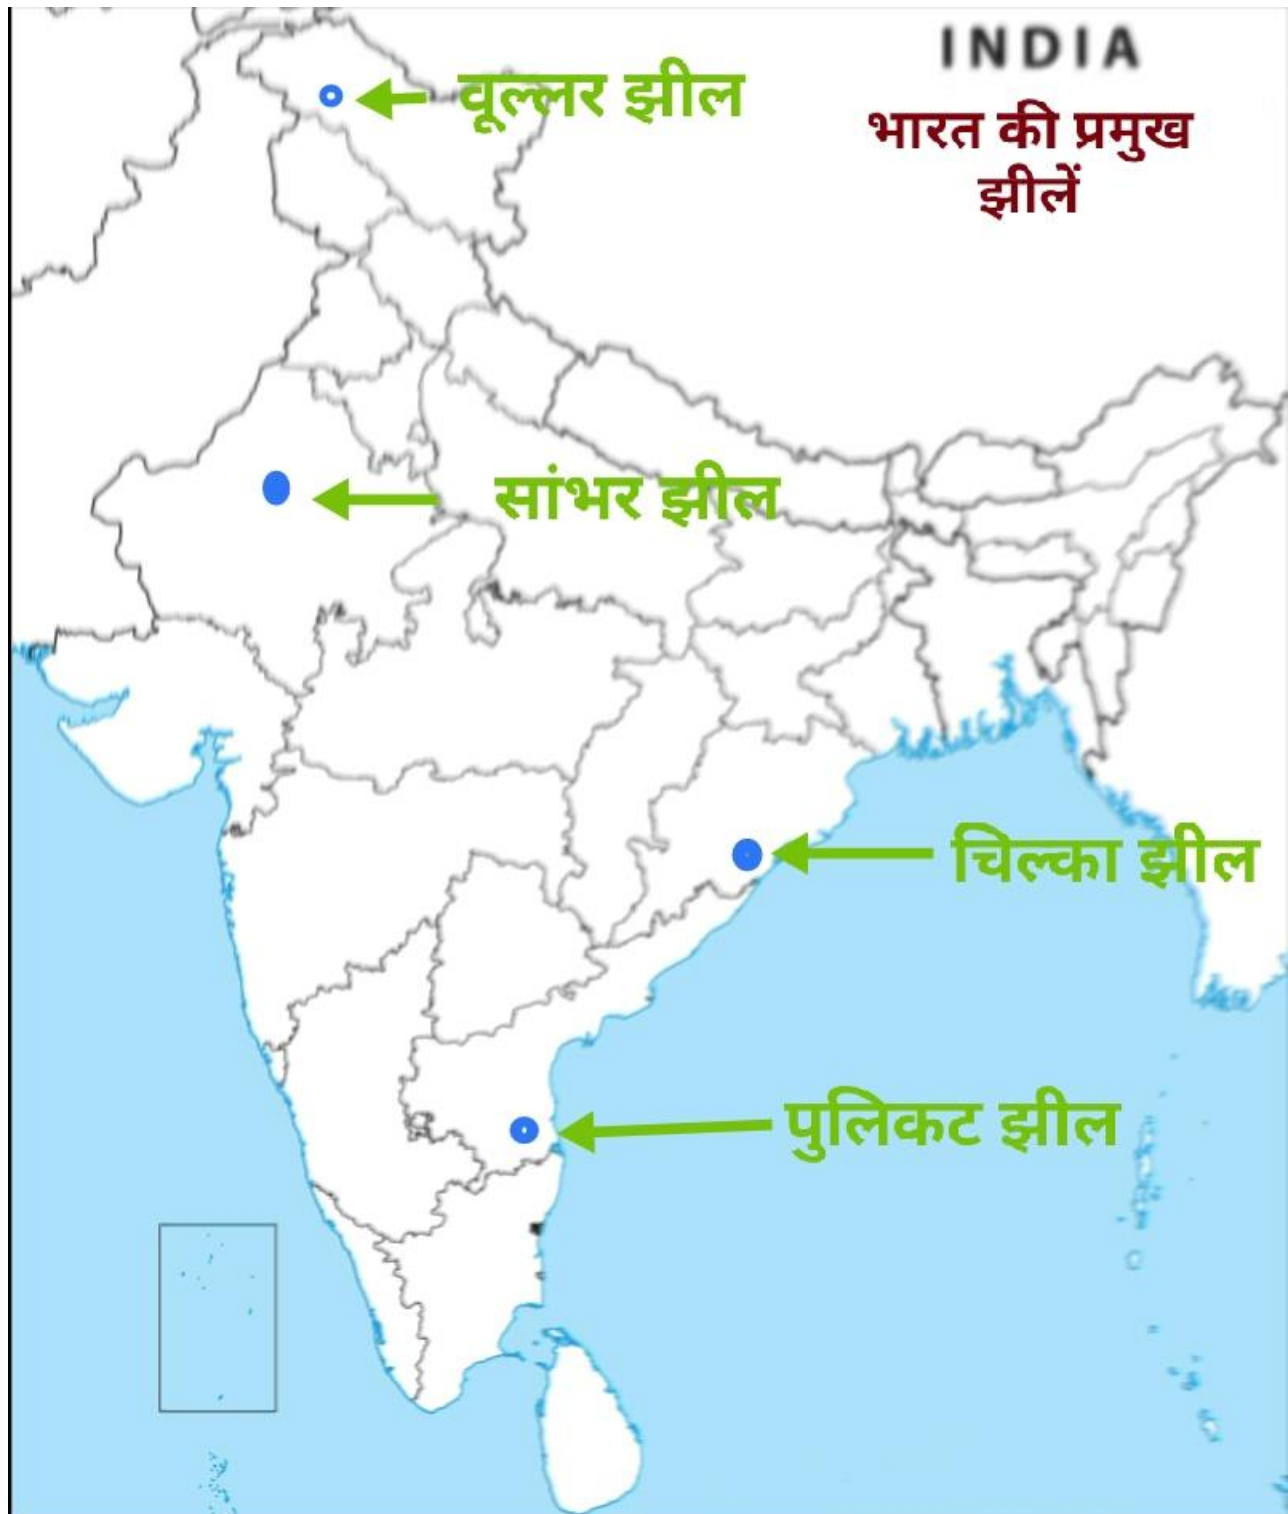 INDIA
भारत की प्रमुख
झीलें
वूल्लर झील
सांभर झील
चिल्का झील
पुलिकट झील